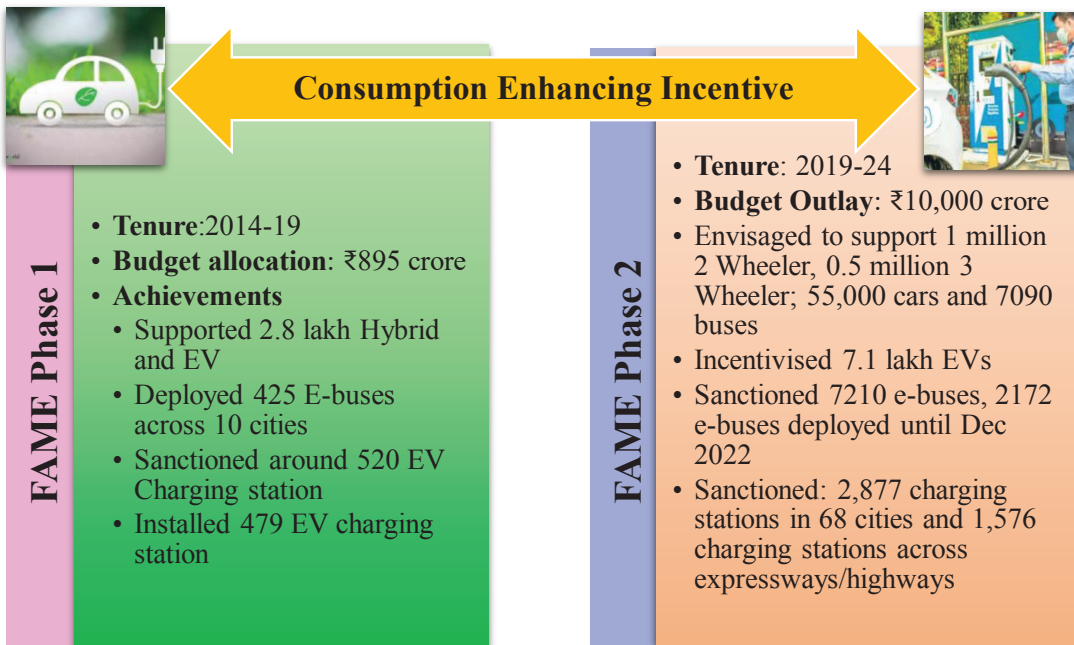 Consumption Enhancing Incentive
FAME Phase 1
• Tenure:2014-19
• Budget allocation: ₹895 crore
• Achievements
• Supported 2.8 lakh Hybrid
and EV
• Deployed 425 E-buses
across 10 cities
• Sanctioned around 520 EV
Charging station
• Installed 479 EV charging
station
FAME Phase 2
• Tenure: 2019-24
• Budget Outlay: ₹10,000 crore
• Envisaged to support 1 million
2 Wheeler, 0.5 million 3
Wheeler; 55,000 cars and 7090
buses
• Incentivised 7.1 lakh EVs
• Sanctioned 7210 e-buses, 2172
e-buses deployed until Dec
2022
• Sanctioned: 2,877 charging
stations in 68 cities and 1,576
charging stations across
expressways/highways